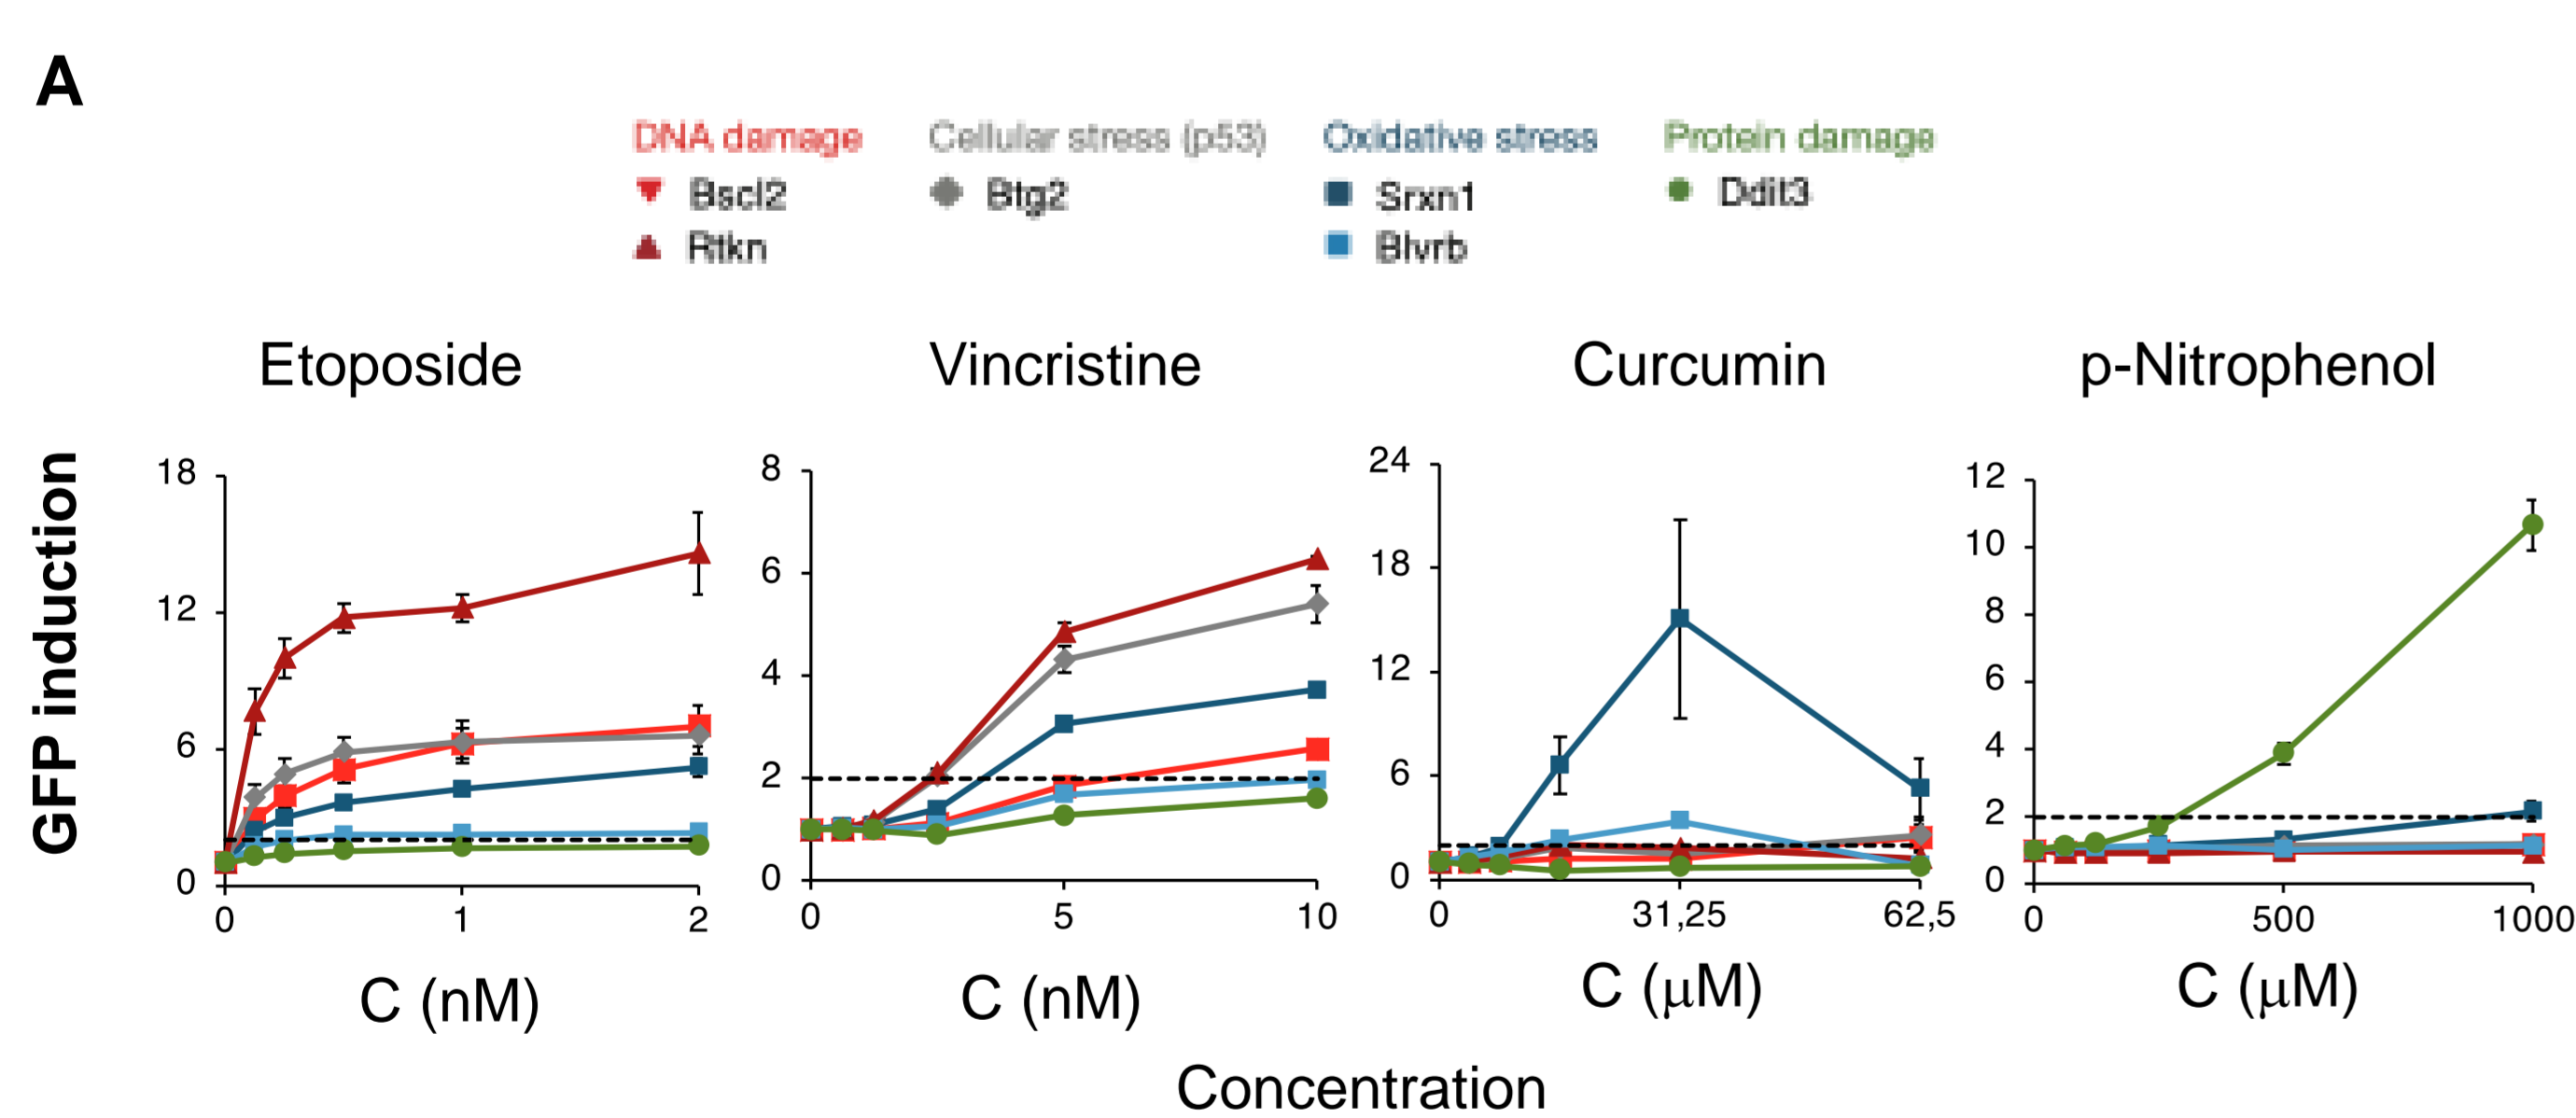 A
DNA damage Cellular stress (p53) Oxidative stress Protein damage
Bscl2 Btg2 Srxn1 Ddit3
Rtkn Blvrb
Etoposide Vincristine Curcumin p-Nitrophenol
GFP induction
18
12
6
0
0 1 2
C (nM)
8
6
4
2
0
0 5 10
C (nM)
24
18
12
6
0
0 31,25 62,5
C (μM)
12
10
8
6
4
2
0
0 500 1000
C (μM)
Concentration